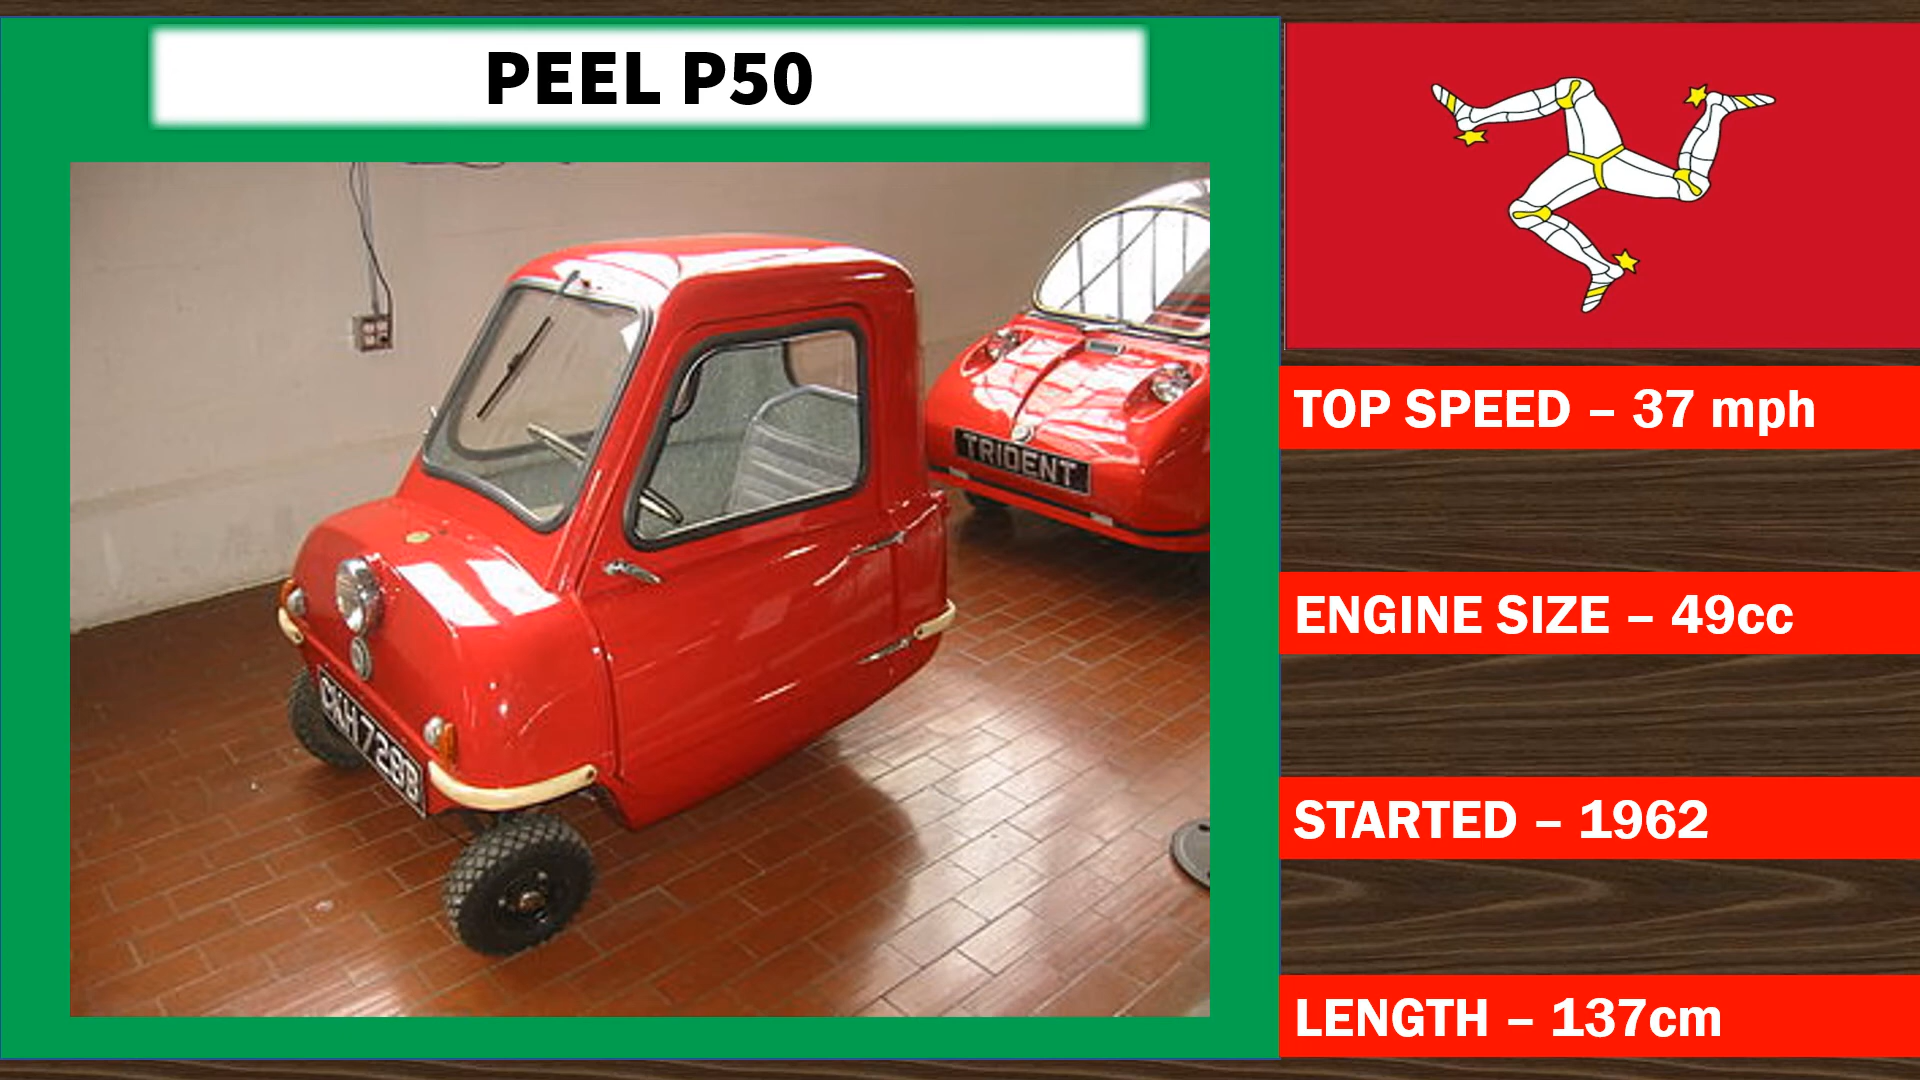 PEEL P50
TRIDENT
TOP SPEED – 37 mph
ENGINE SIZE – 49cc
STARTED – 1962
LENGTH – 137cm